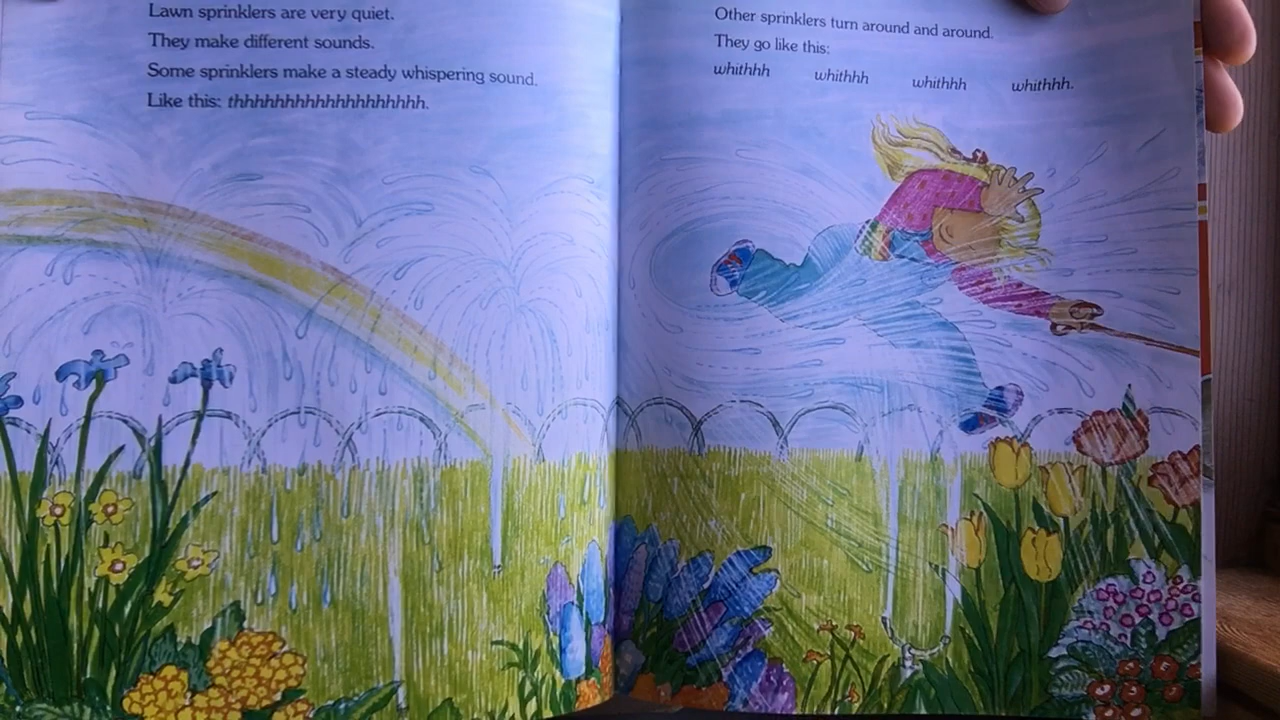 Lawn sprinklers are very quiet.
They make different sounds.
Some sprinklers make a steady whispering sound.
Like this: thhhhhhhhhhhhhhhhhhh.
Other sprinklers turn around and around.
They go like this:
whithhh whithhh whithhh whithhh.